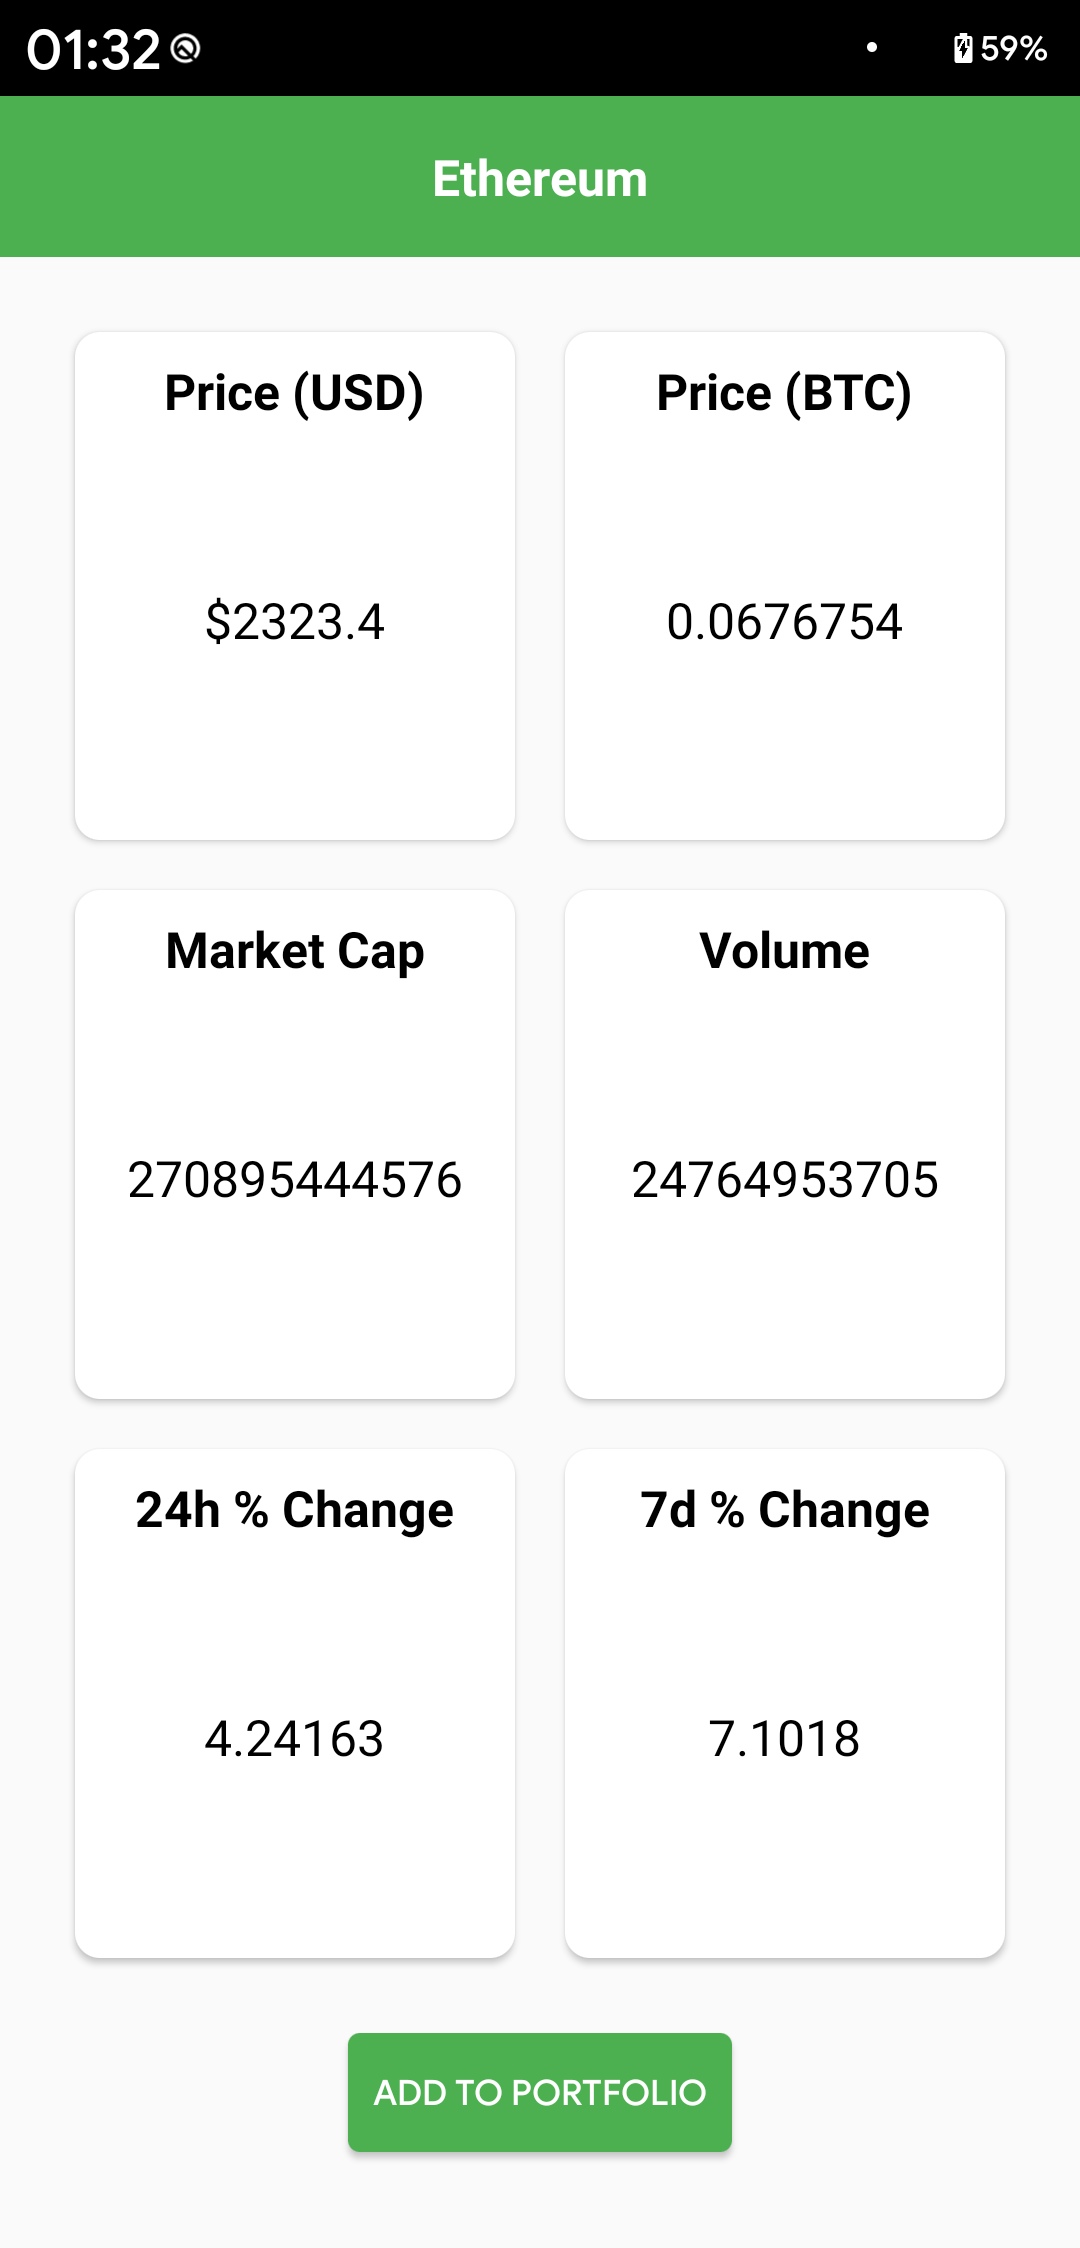 01:32 59%
Ethereum
Price (USD)
$2323.4
Price (BTC)
0.0676754
Market Cap
270895444576
Volume
24764953705
24h % Change
4.24163
7d % Change
7.1018
ADD TO PORTFOLIO